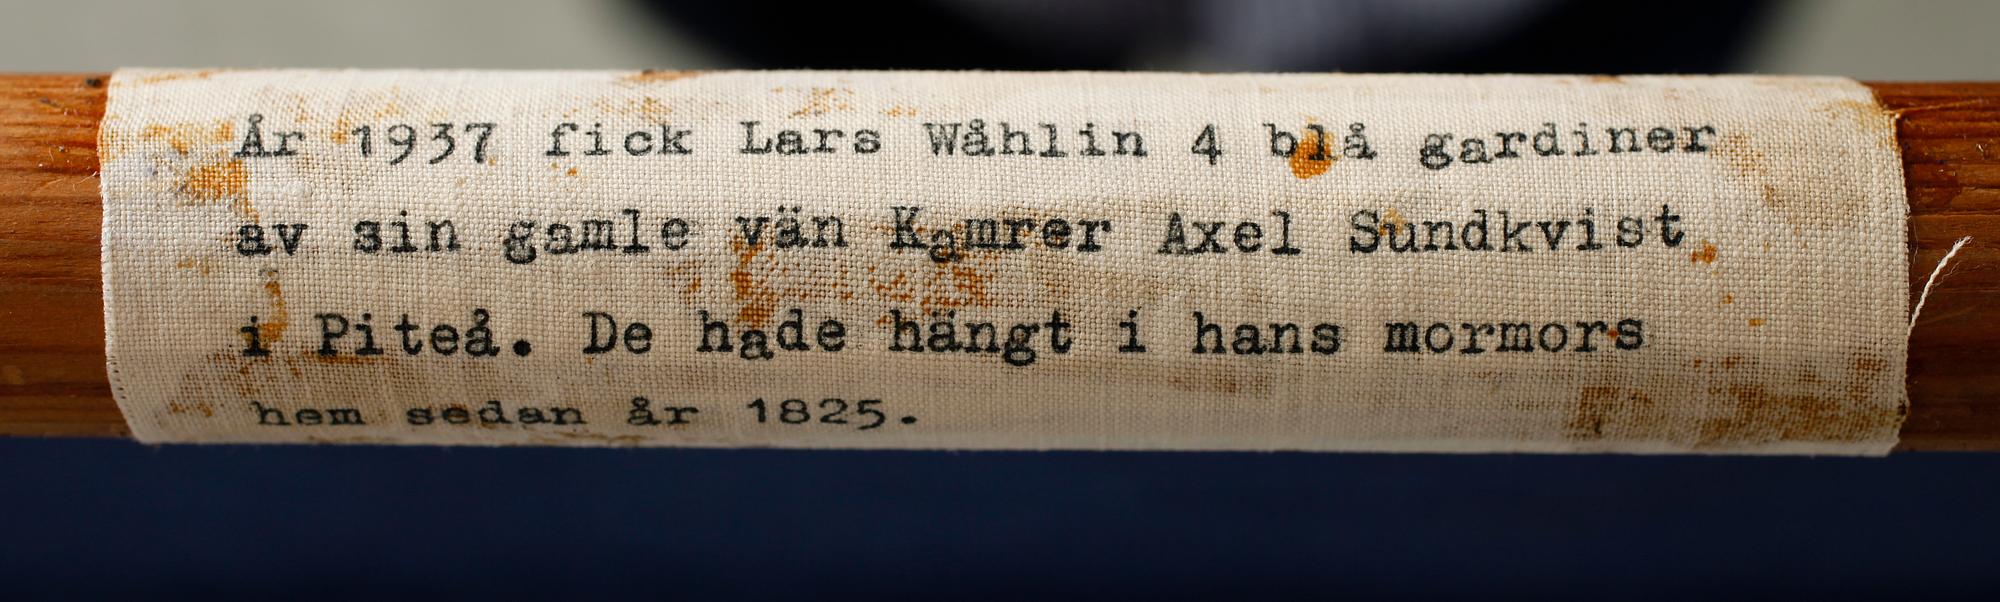 År 1937 fick Lars Wåhlin 4 blå gardiner
av sin gamle vän Kamrer Axel Sundkvist
i Piteå. De hade hängt i hans mormors
hem sedan år 1825.